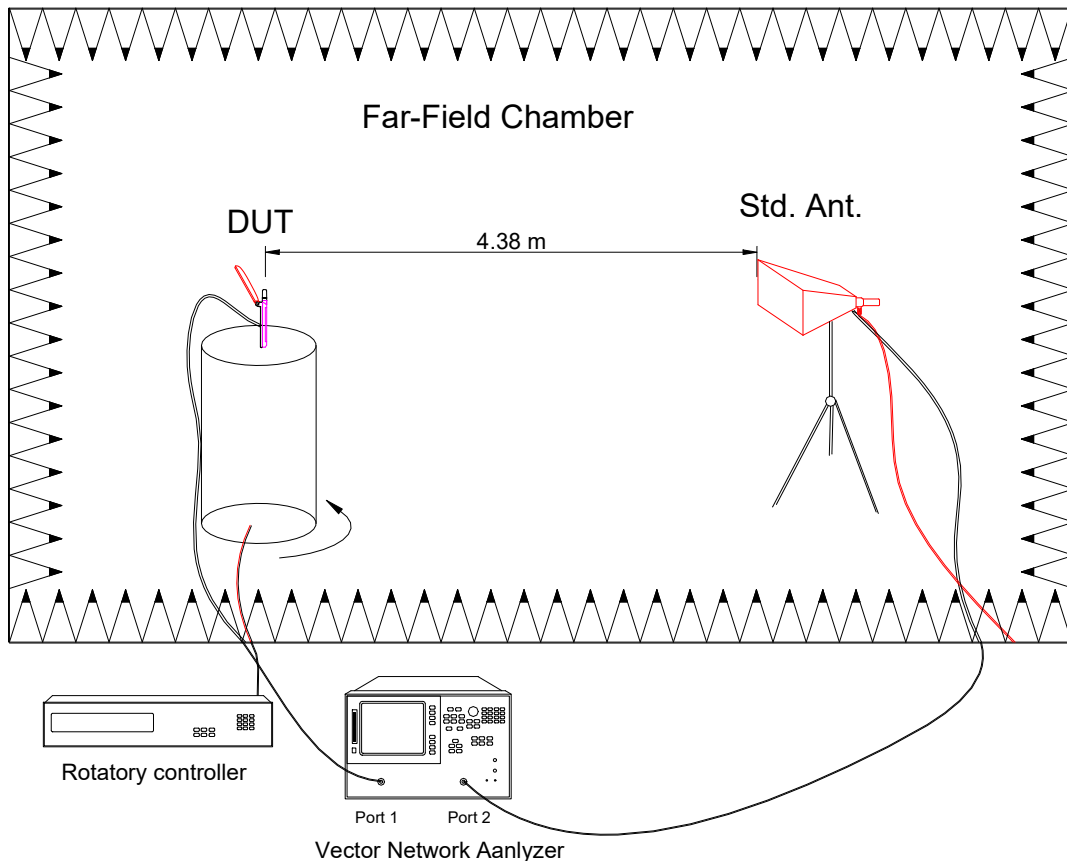 Far-Field Chamber
DUT
Std. Ant.
4.38 m
Rotatory controller
Port 1
Port 2
Vector Network Aanlyzer